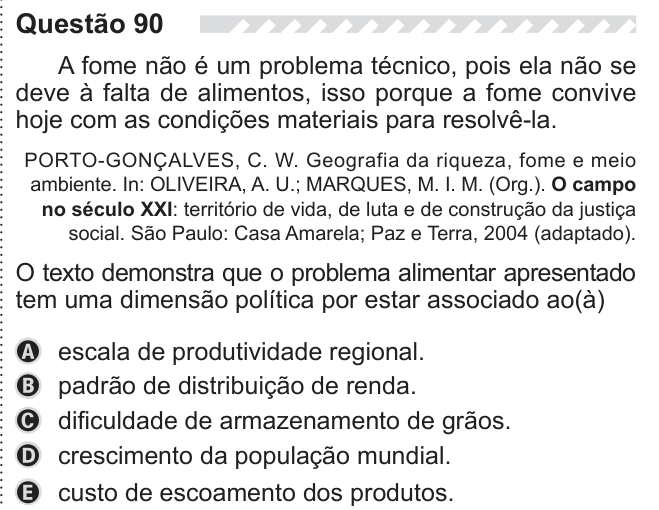 Questão 90
A fome não é um problema técnico, pois ela não se
deve à falta de alimentos, isso porque a fome convive
hoje com as condições materiais para resolvê-la.
PORTO-GONÇALVES, C. W. Geografia da riqueza, fome e meio
ambiente. In: OLIVEIRA, A. U.; MARQUES, M. I. M. (Org.). O campo
no século XXI: território de vida, de luta e de construção da justiça
social. São Paulo: Casa Amarela; Paz e Terra, 2004 (adaptado).
O texto demonstra que o problema alimentar apresentado
tem uma dimensão política por estar associado ao(à)
A escala de produtividade regional.
B padrão de distribuição de renda.
C dificuldade de armazenamento de grãos.
D crescimento da população mundial.
E custo de escoamento dos produtos.